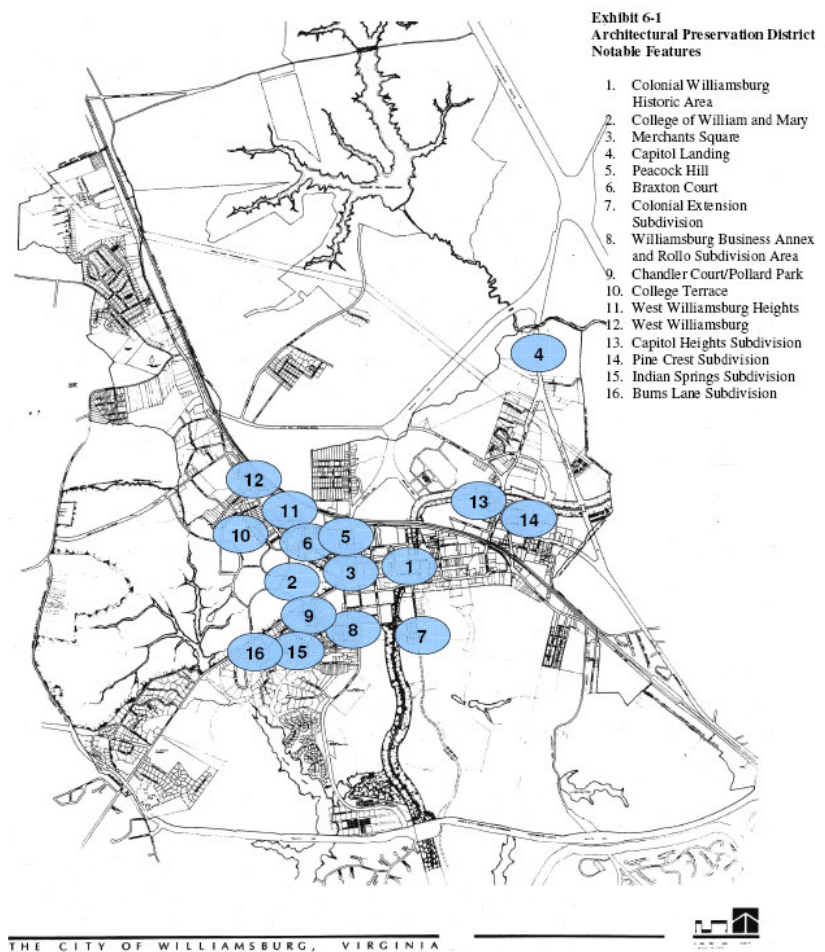 Exhibit 6-1
Architectural Preservation District
Notable Features
1. Colonial Williamsburg
Historic Area
2. College of William and Mary
3. Merchants Square
4. Capitol Landing
5. Peacock Hill
6. Braxton Court
7. Colonial Extension
Subdivision
8. Williamsburg Business Annex
and Rollo Subdivision Area
9. Chandler Court/Pollard Park
10. College Terrace
11. West Williamsburg Heights
12. West Williamsburg
13. Capitol Heights Subdivision
14. Pine Crest Subdivision
15. Indian Springs Subdivision
16. Burns Lane Subdivision
4
12
11
13
10
14
6
5
2
3
1
9
8
7
16
15
THE CITY OF WILLIAMSBURG, VIRGINIA